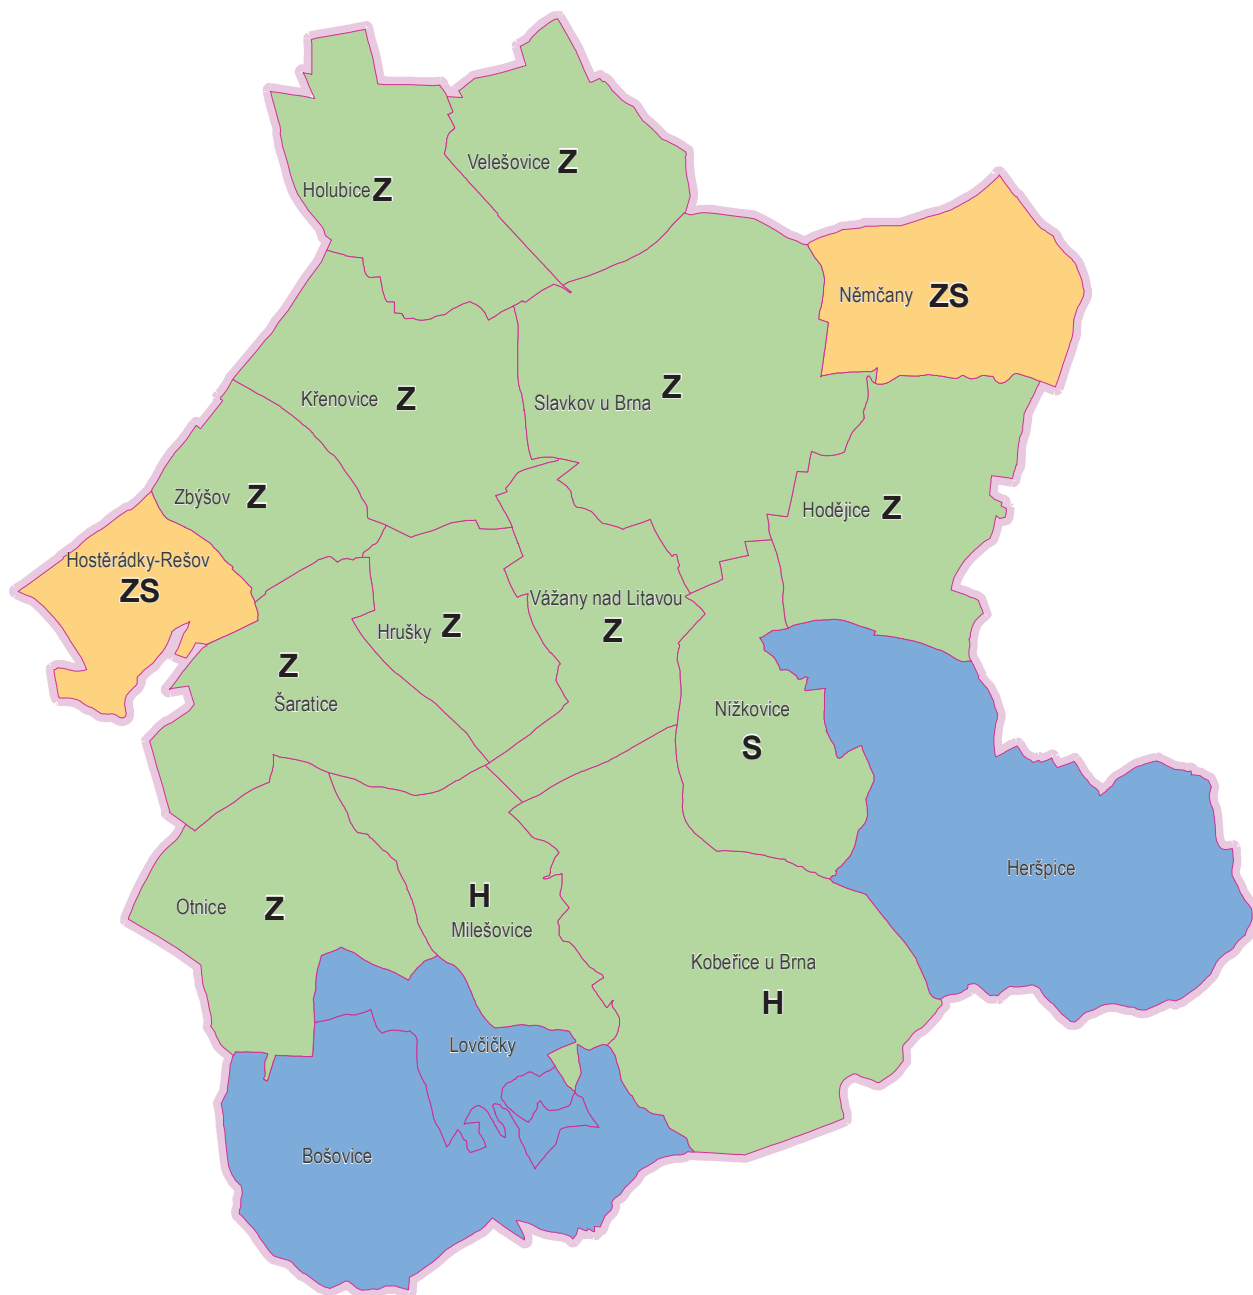 Velešovice Z
Holubice Z
Němčany ZS
Slavkov u Brna Z
Křenovice Z
Zbýšov Z
Hodějice Z
Hostěrádky-Rešov
ZS
Vážany nad Litavou
Z
Hrušky Z
Z
Šaratice
Nížkovice
S
Heršpice
H
Milešovice
Otnice Z
Kobeřice u Brna
H
Lovčičky
Bošovice